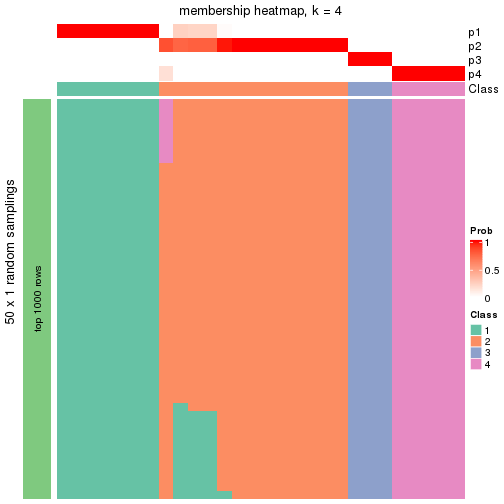 membership heatmap, k = 4
p1
p2
p3
p4
Class
50 x 1 random samplings
top 1000 rows
Prob
1
0.5
0
Class
1
2
3
4